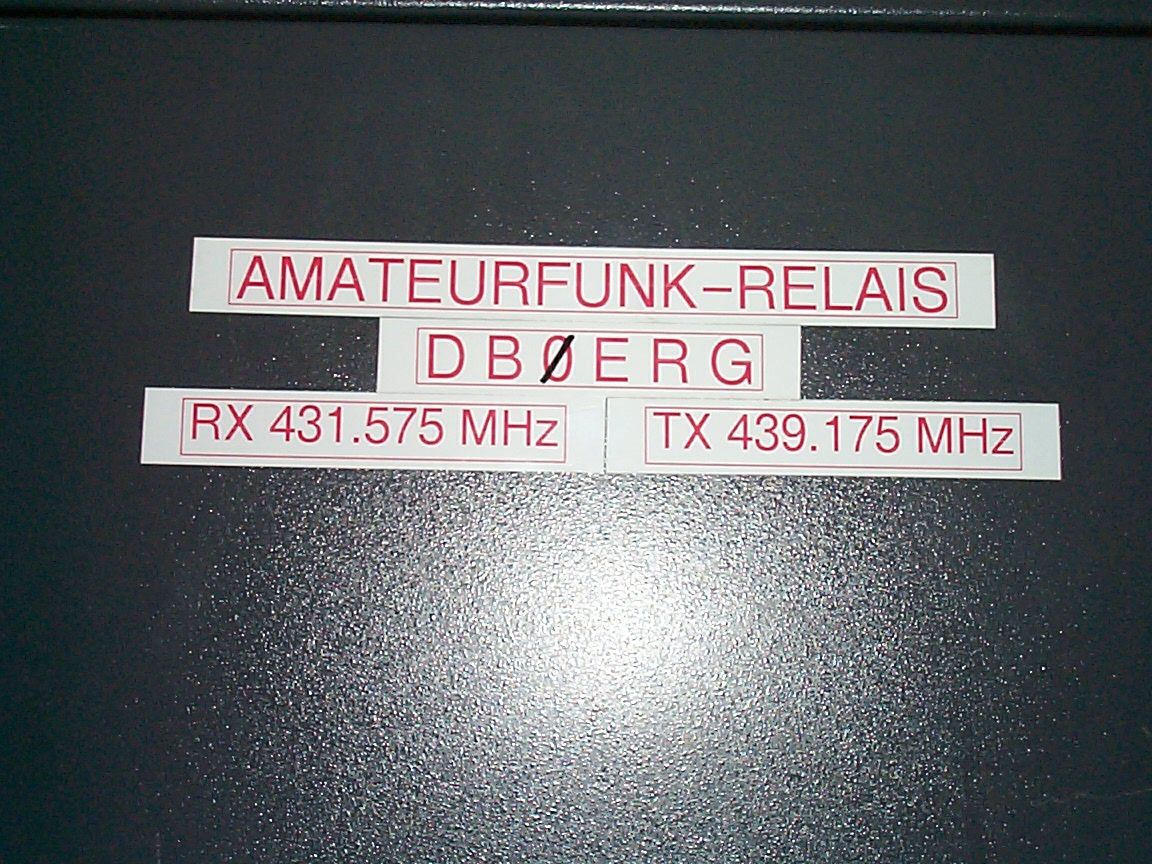 AMATEURFUNK-RELAIS
DBØERG
RX 431.575 MHz TX 439.175 MHz